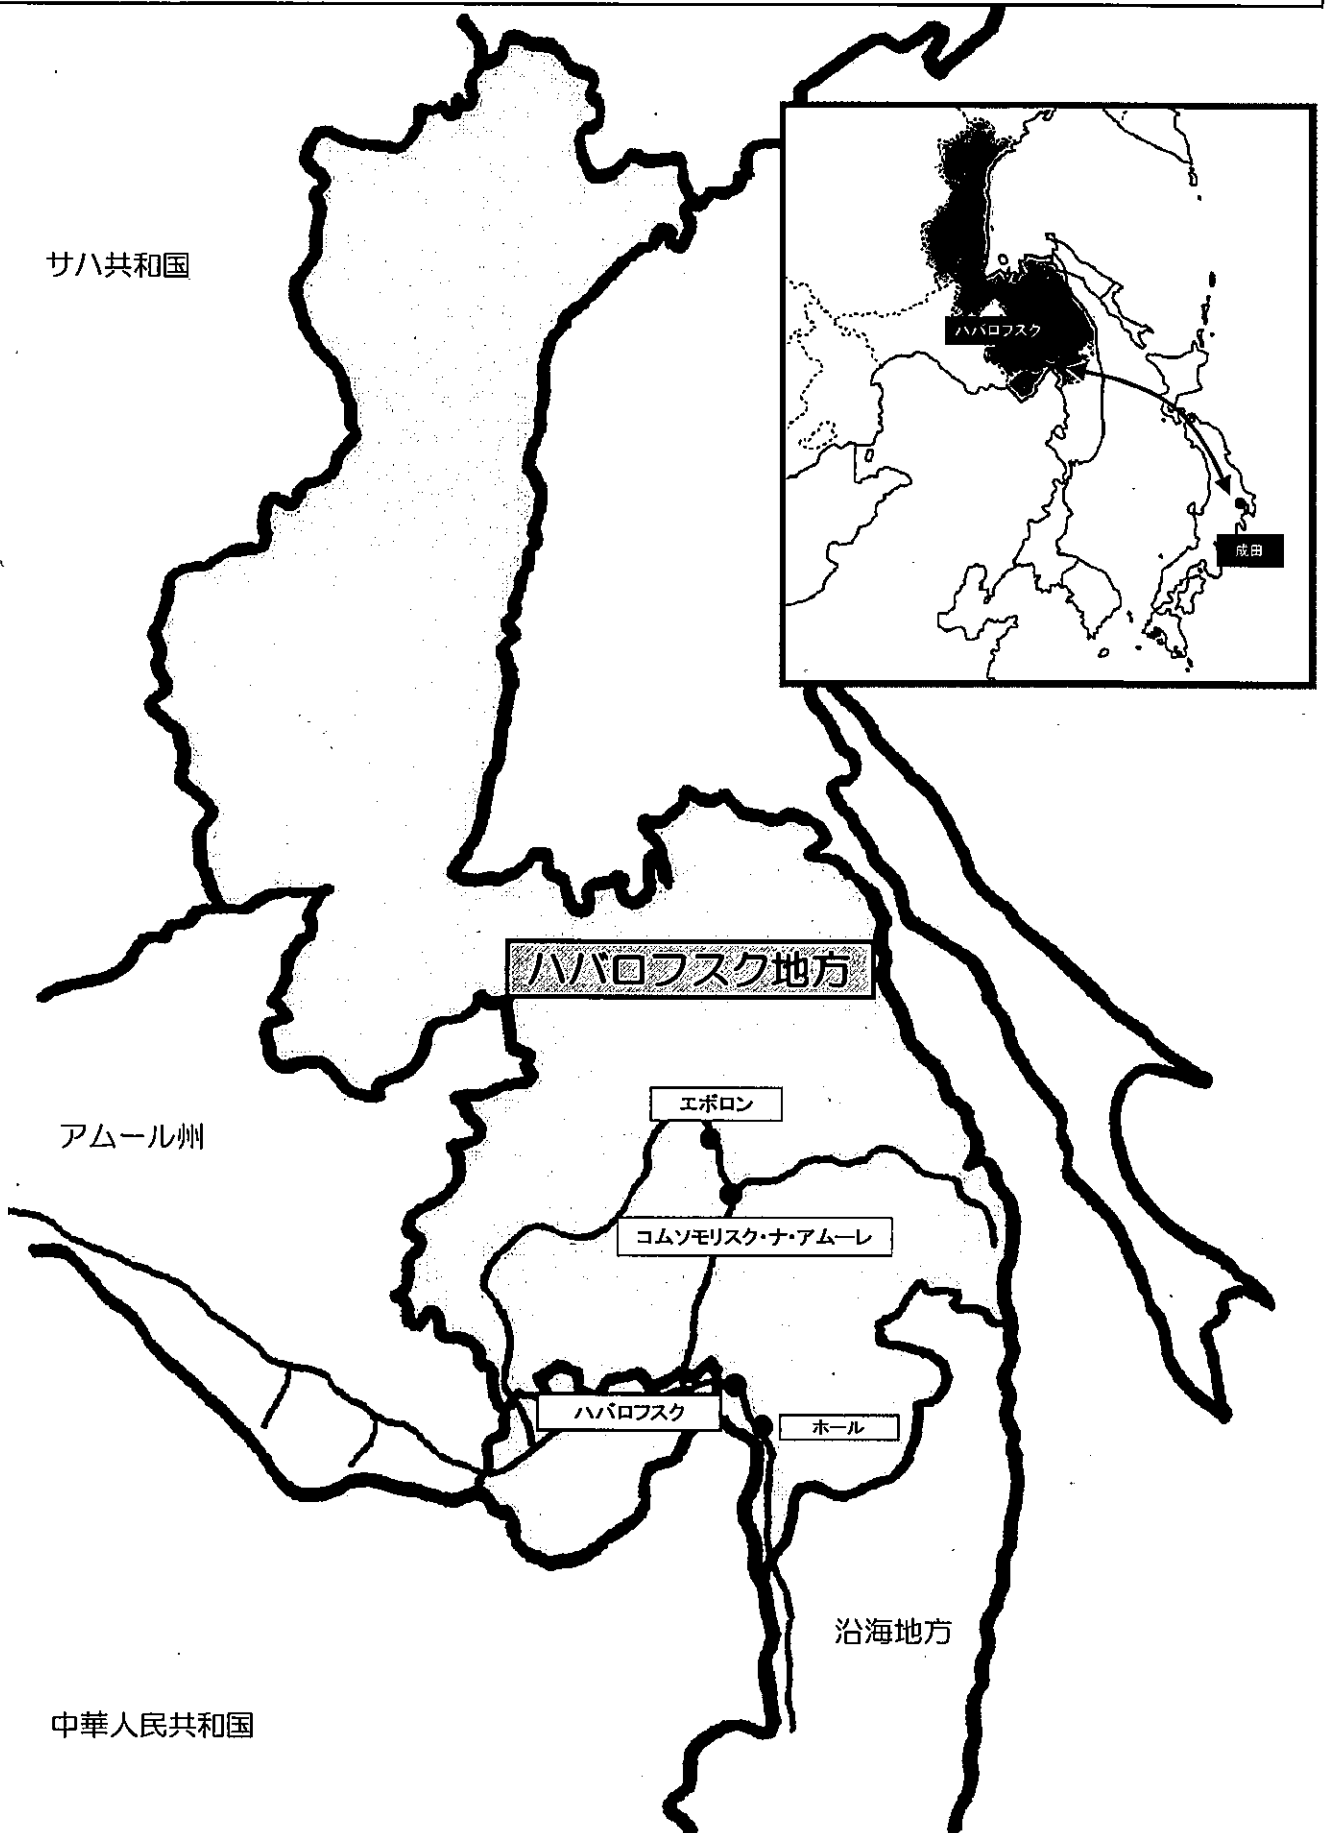 サハ共和国
ハバロフスク
成田
ハバロフスク地方
エボロン
アムール州
コムソモリスク・ナ・アムーレ
ハバロフスク
ホール
沿海地方
中華人民共和国